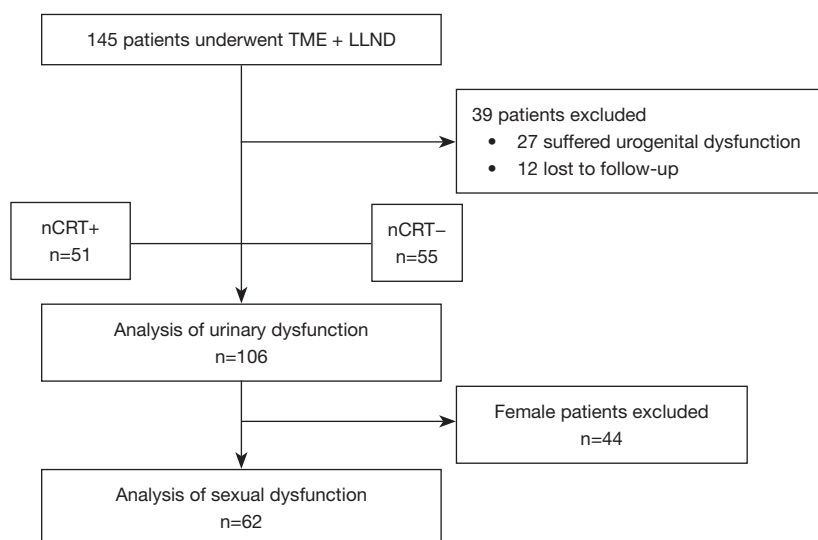 145 patients underwent TME + LLND
39 patients excluded
• 27 suffered urogenital dysfunction
• 12 lost to follow-up
nCRT+
n=51
nCRT−
n=55
Analysis of urinary dysfunction
n=106
Female patients excluded
n=44
Analysis of sexual dysfunction
n=62